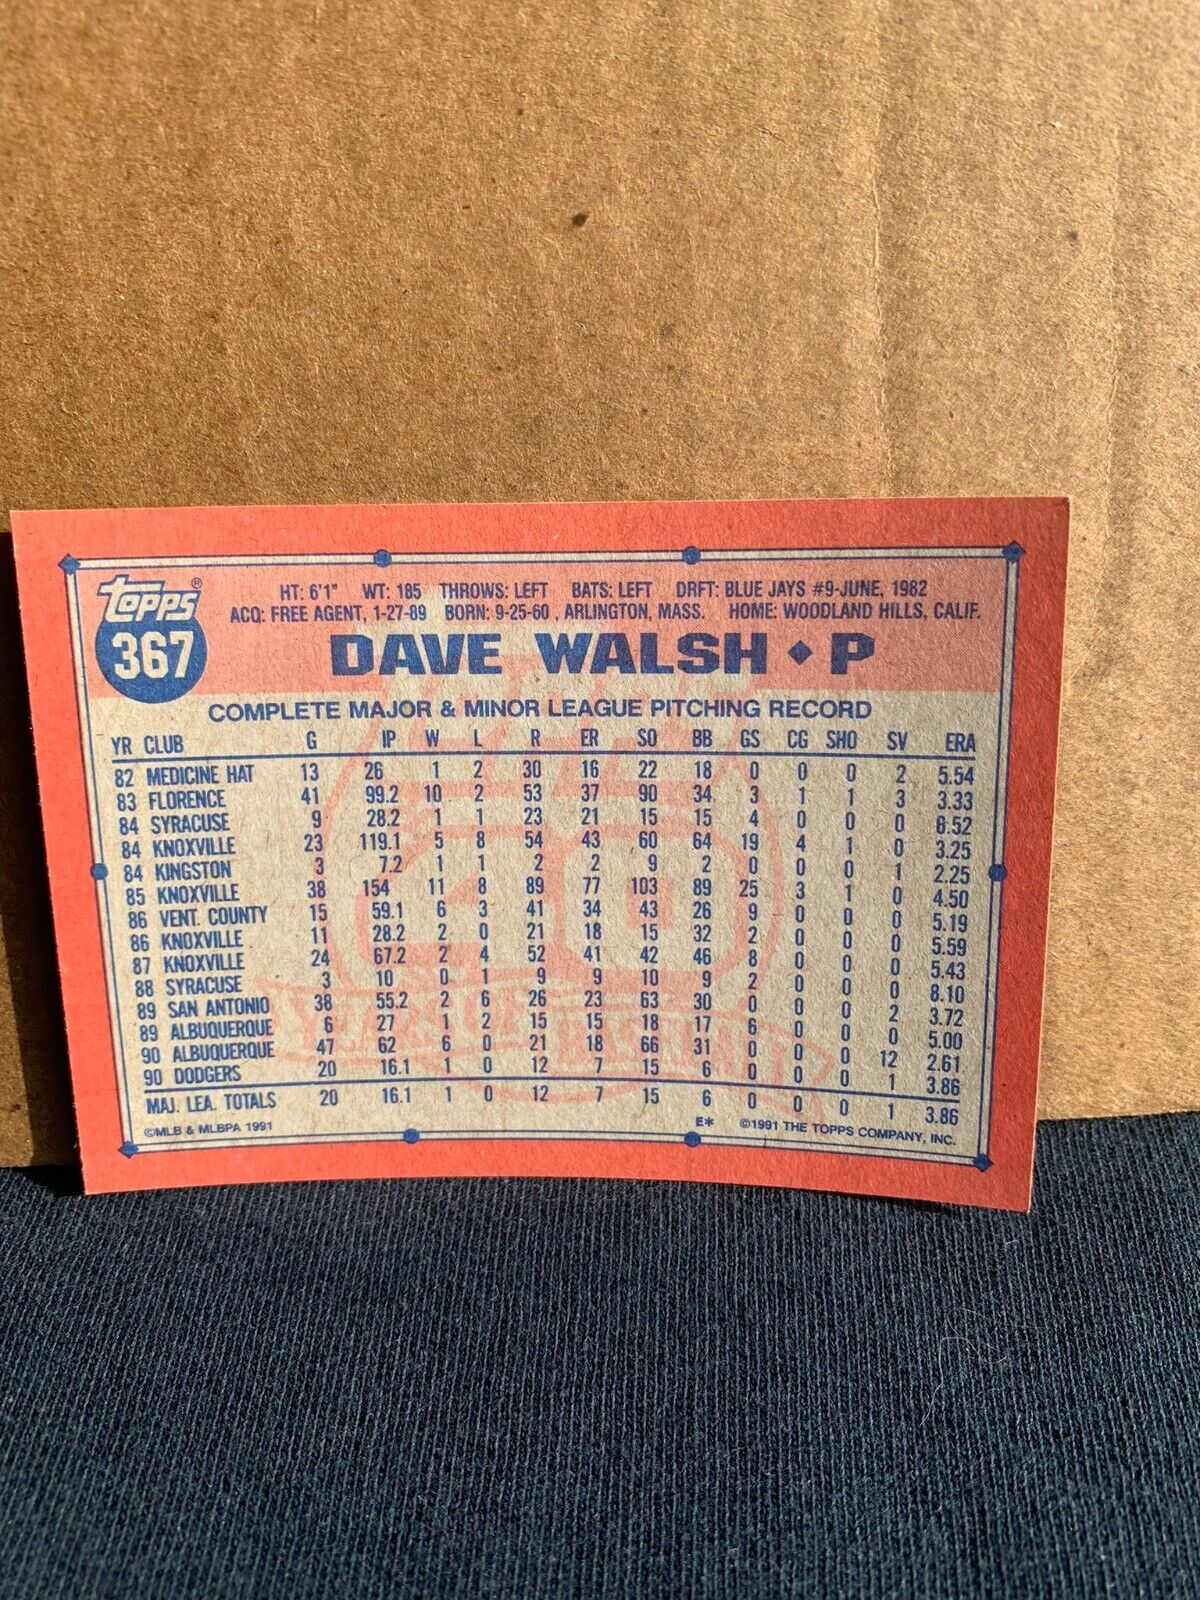 topps®
367
HT: 6'1" WT: 185 THROWS: LEFT BATS: LEFT DRFT: BLUE JAYS #9-JUNE, 1982
ACQ: FREE AGENT, 1-27-89 BORN: 9-25-60 , ARLINGTON, MASS. HOME: WOODLAND HILLS, CALIF.
DAVE WALSH ♦ P
COMPLETE MAJOR & MINOR LEAGUE PITCHING RECORD
YR CLUB G IP W L R ER SO BB GS CG SHO SV ERA
82 MEDICINE HAT 13 26 1 2 30 16 22 18 0 0 0 2 5.54
83 FLORENCE 41 99.2 10 2 53 37 90 34 3 1 1 3 3.33
84 SYRACUSE 9 28.2 1 1 23 21 15 15 4 0 0 0 6.52
84 KNOXVILLE 23 119.1 5 8 54 43 60 64 19 4 1 0 3.25
84 KINGSTON 3 7.2 1 1 2 2 9 2 0 0 0 1 2.25
85 KNOXVILLE 38 154 11 8 89 77 103 89 25 3 1 0 4.50
86 VENT. COUNTY 15 59.1 6 3 41 34 43 26 9 0 0 0 5.19
86 KNOXVILLE 11 28.2 2 0 21 18 15 32 2 0 0 0 5.59
87 KNOXVILLE 24 67.2 2 4 52 41 42 46 8 0 0 0 5.43
88 SYRACUSE 3 10 0 1 9 9 10 9 2 0 0 0 8.10
89 SAN ANTONIO 38 55.2 2 6 26 23 63 30 0 0 0 2 3.72
89 ALBUQUERQUE 6 27 1 2 15 15 18 17 6 0 0 0 5.00
90 ALBUQUERQUE 47 62 6 0 21 18 66 31 0 0 0 12 2.61
90 DODGERS 20 16.1 1 0 12 7 15 6 0 0 0 1 3.86
MAJ. LEA. TOTALS 20 16.1 1 0 12 7 15 6 0 0 0 1 3.86
©MLB & MLBPA 1991 E* ©1991 THE TOPPS COMPANY, INC.
40
YEARS OF BASEBALL